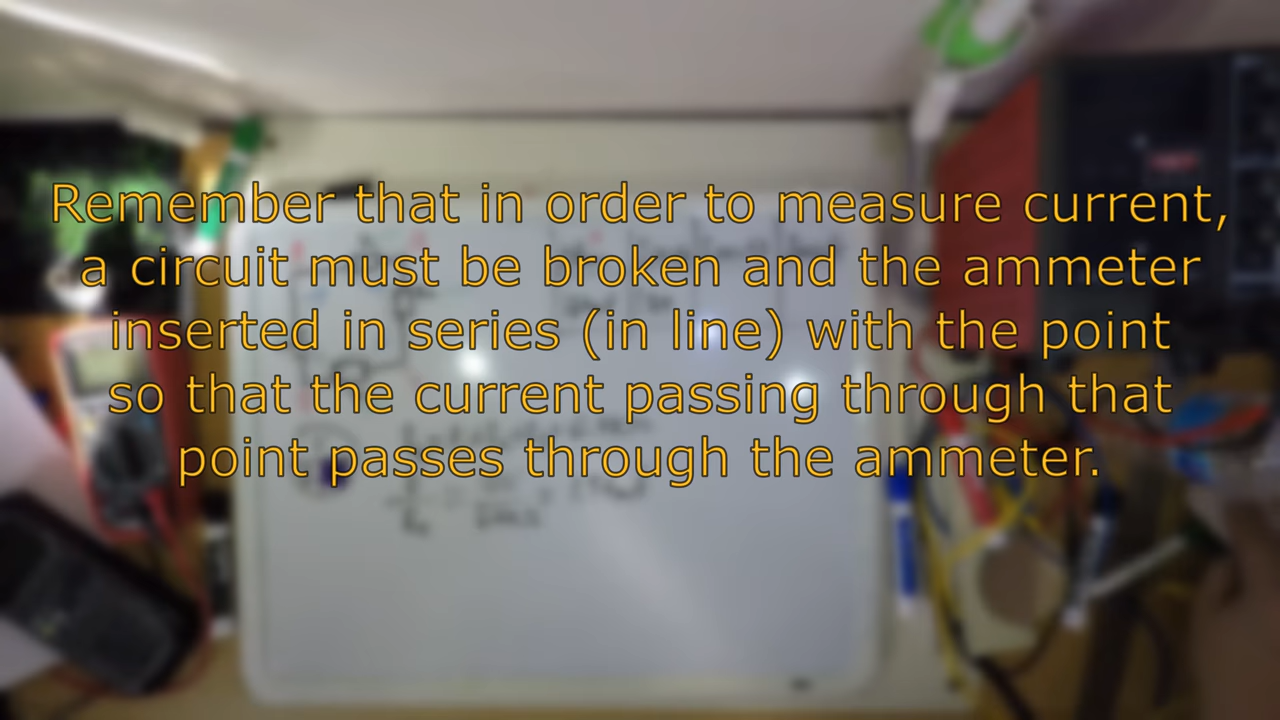 Remember that in order to measure current,
a circuit must be broken and the ammeter
inserted in series (in line) with the point
so that the current passing through that
point passes through the ammeter.